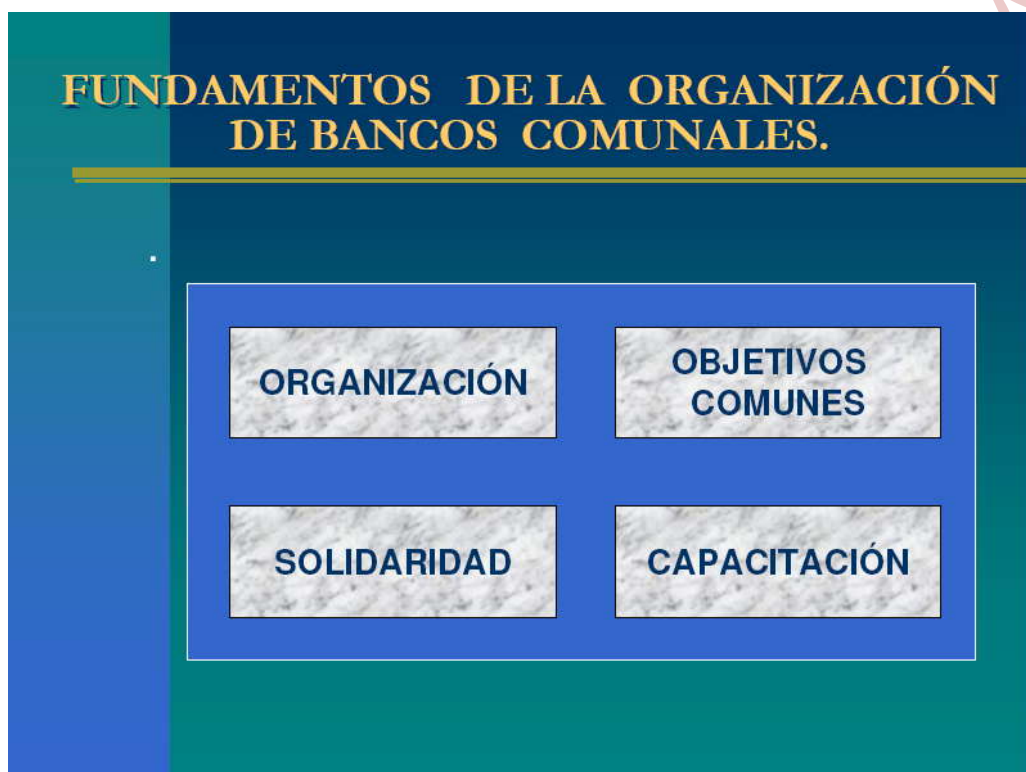 FUNDAMENTOS DE LA ORGANIZACIÓN
DE BANCOS COMUNALES.
.
ORGANIZACIÓN
OBJETIVOS
COMUNES
SOLIDARIDAD
CAPACITACIÓN